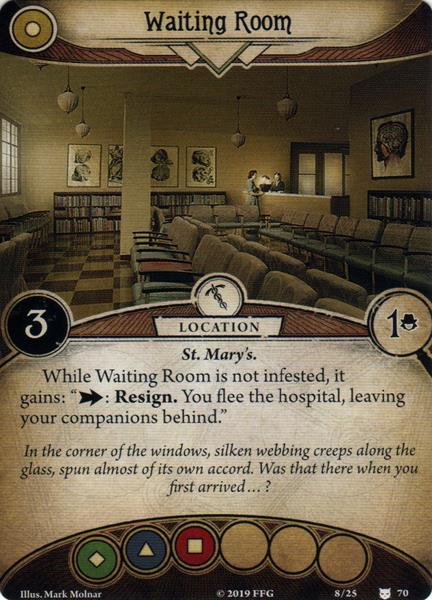 Waiting Room
3
1
LOCATION
St. Mary's.
While Waiting Room is not infested, it
gains: “ : Resign. You flee the hospital, leaving
your companions behind.”
In the corner of the windows, silken webbing creeps along the
glass, spun almost of its own accord. Was that there when you
first arrived… ?
Illus. Mark Molnar © 2019 FFG 8/25 70